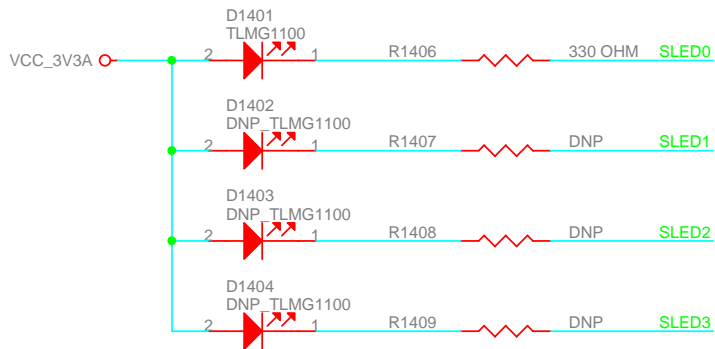 D1401
TLMG1100
VCC_3V3A 2 1 R1406 330 OHM SLED0
D1402
DNP_TLMG1100
2 1 R1407 DNP SLED1
D1403
DNP_TLMG1100
2 1 R1408 DNP SLED2
D1404
DNP_TLMG1100
2 1 R1409 DNP SLED3